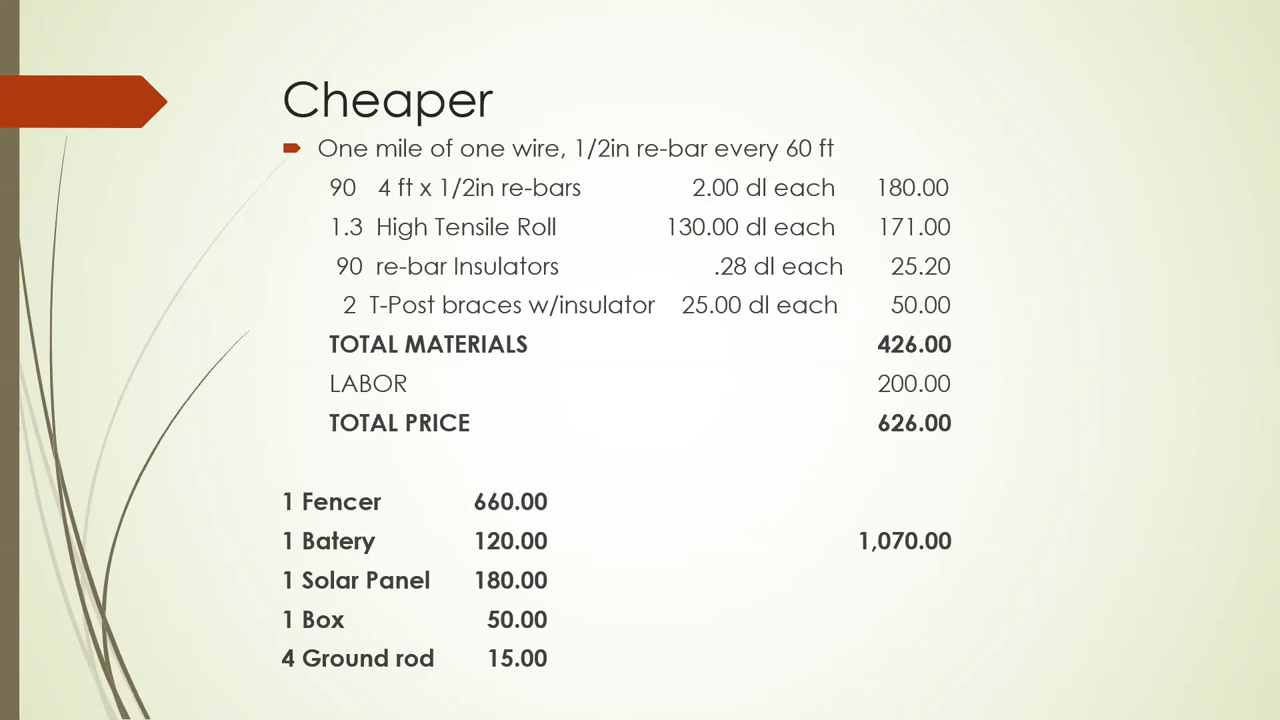 Cheaper
One mile of one wire, 1/2in re-bar every 60 ft
90 4 ft x 1/2in re-bars 2.00 dl each 180.00
1.3 High Tensile Roll 130.00 dl each 171.00
90 re-bar Insulators .28 dl each 25.20
2 T-Post braces w/insulator 25.00 dl each 50.00
TOTAL MATERIALS 426.00
LABOR 200.00
TOTAL PRICE 626.00
1 Fencer 660.00
1 Batery 120.00 1,070.00
1 Solar Panel 180.00
1 Box 50.00
4 Ground rod 15.00